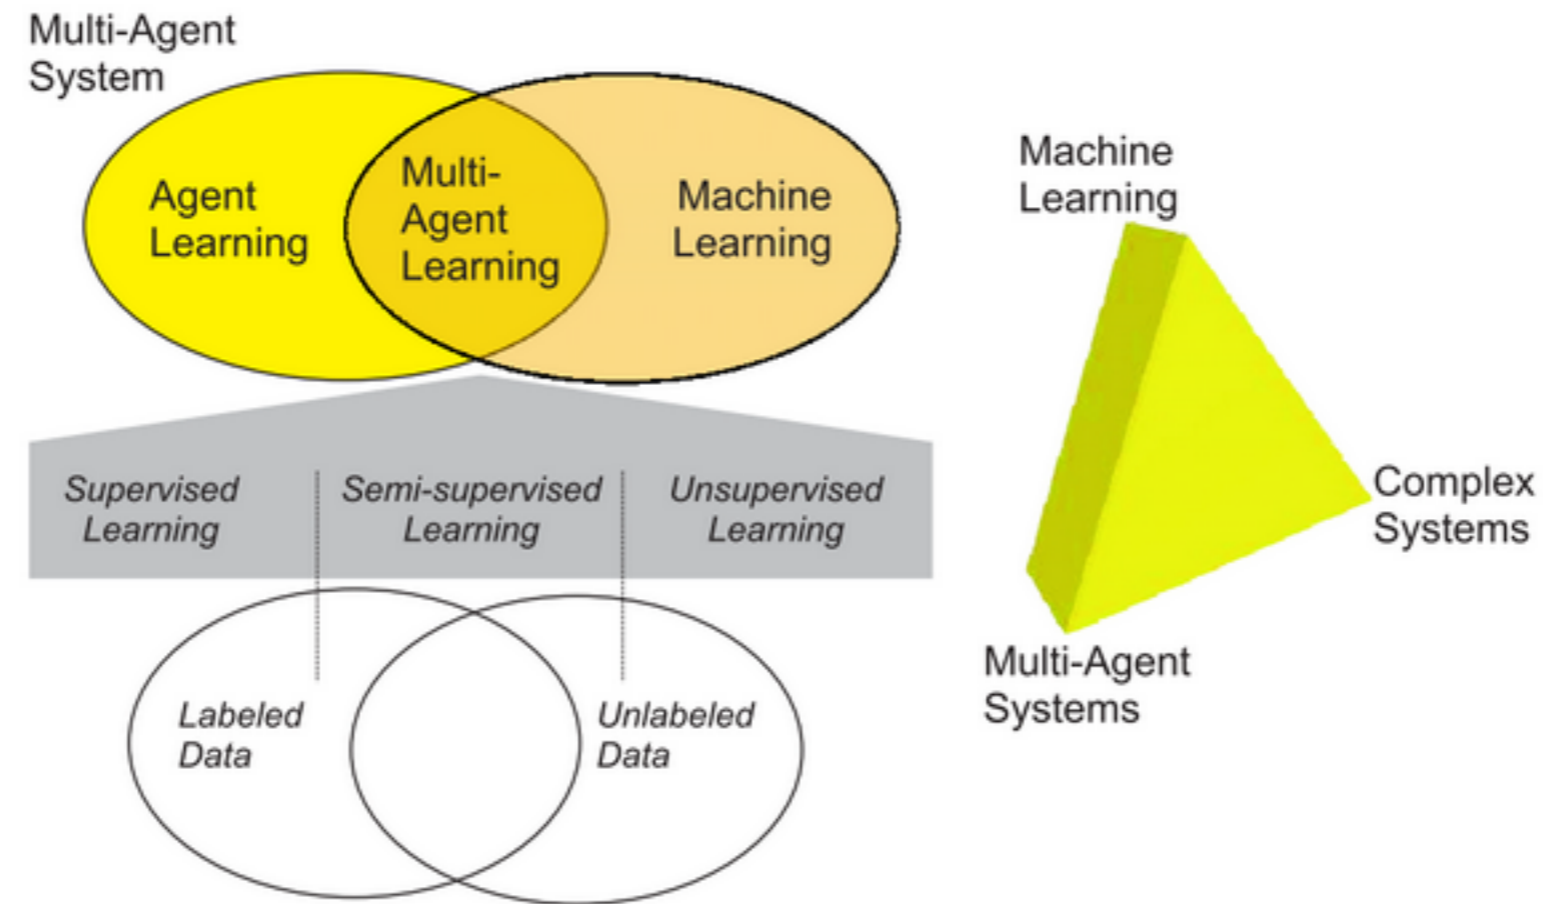 Multi-Agent
System
Agent
Learning
Multi-
Agent
Learning
Machine
Learning
Supervised
Learning
Semi-supervised
Learning
Unsupervised
Learning
Labeled
Data
Unlabeled
Data
Machine
Learning
Complex
Systems
Multi-Agent
Systems